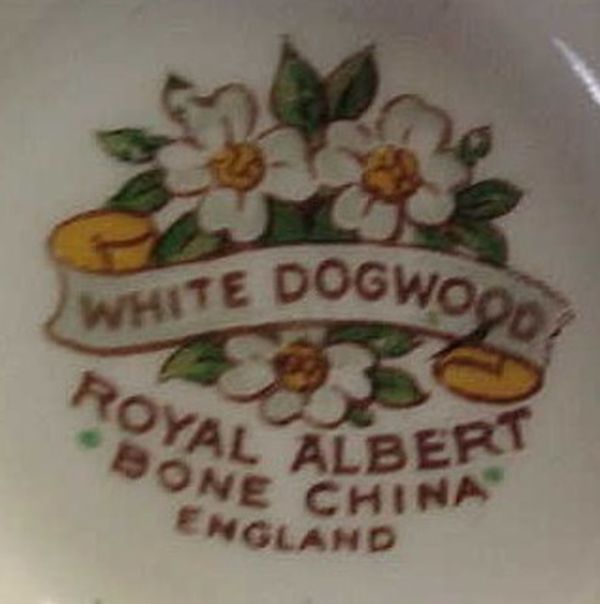 WHITE DOGWOOD
ROYAL ALBERT
BONE CHINA
ENGLAND